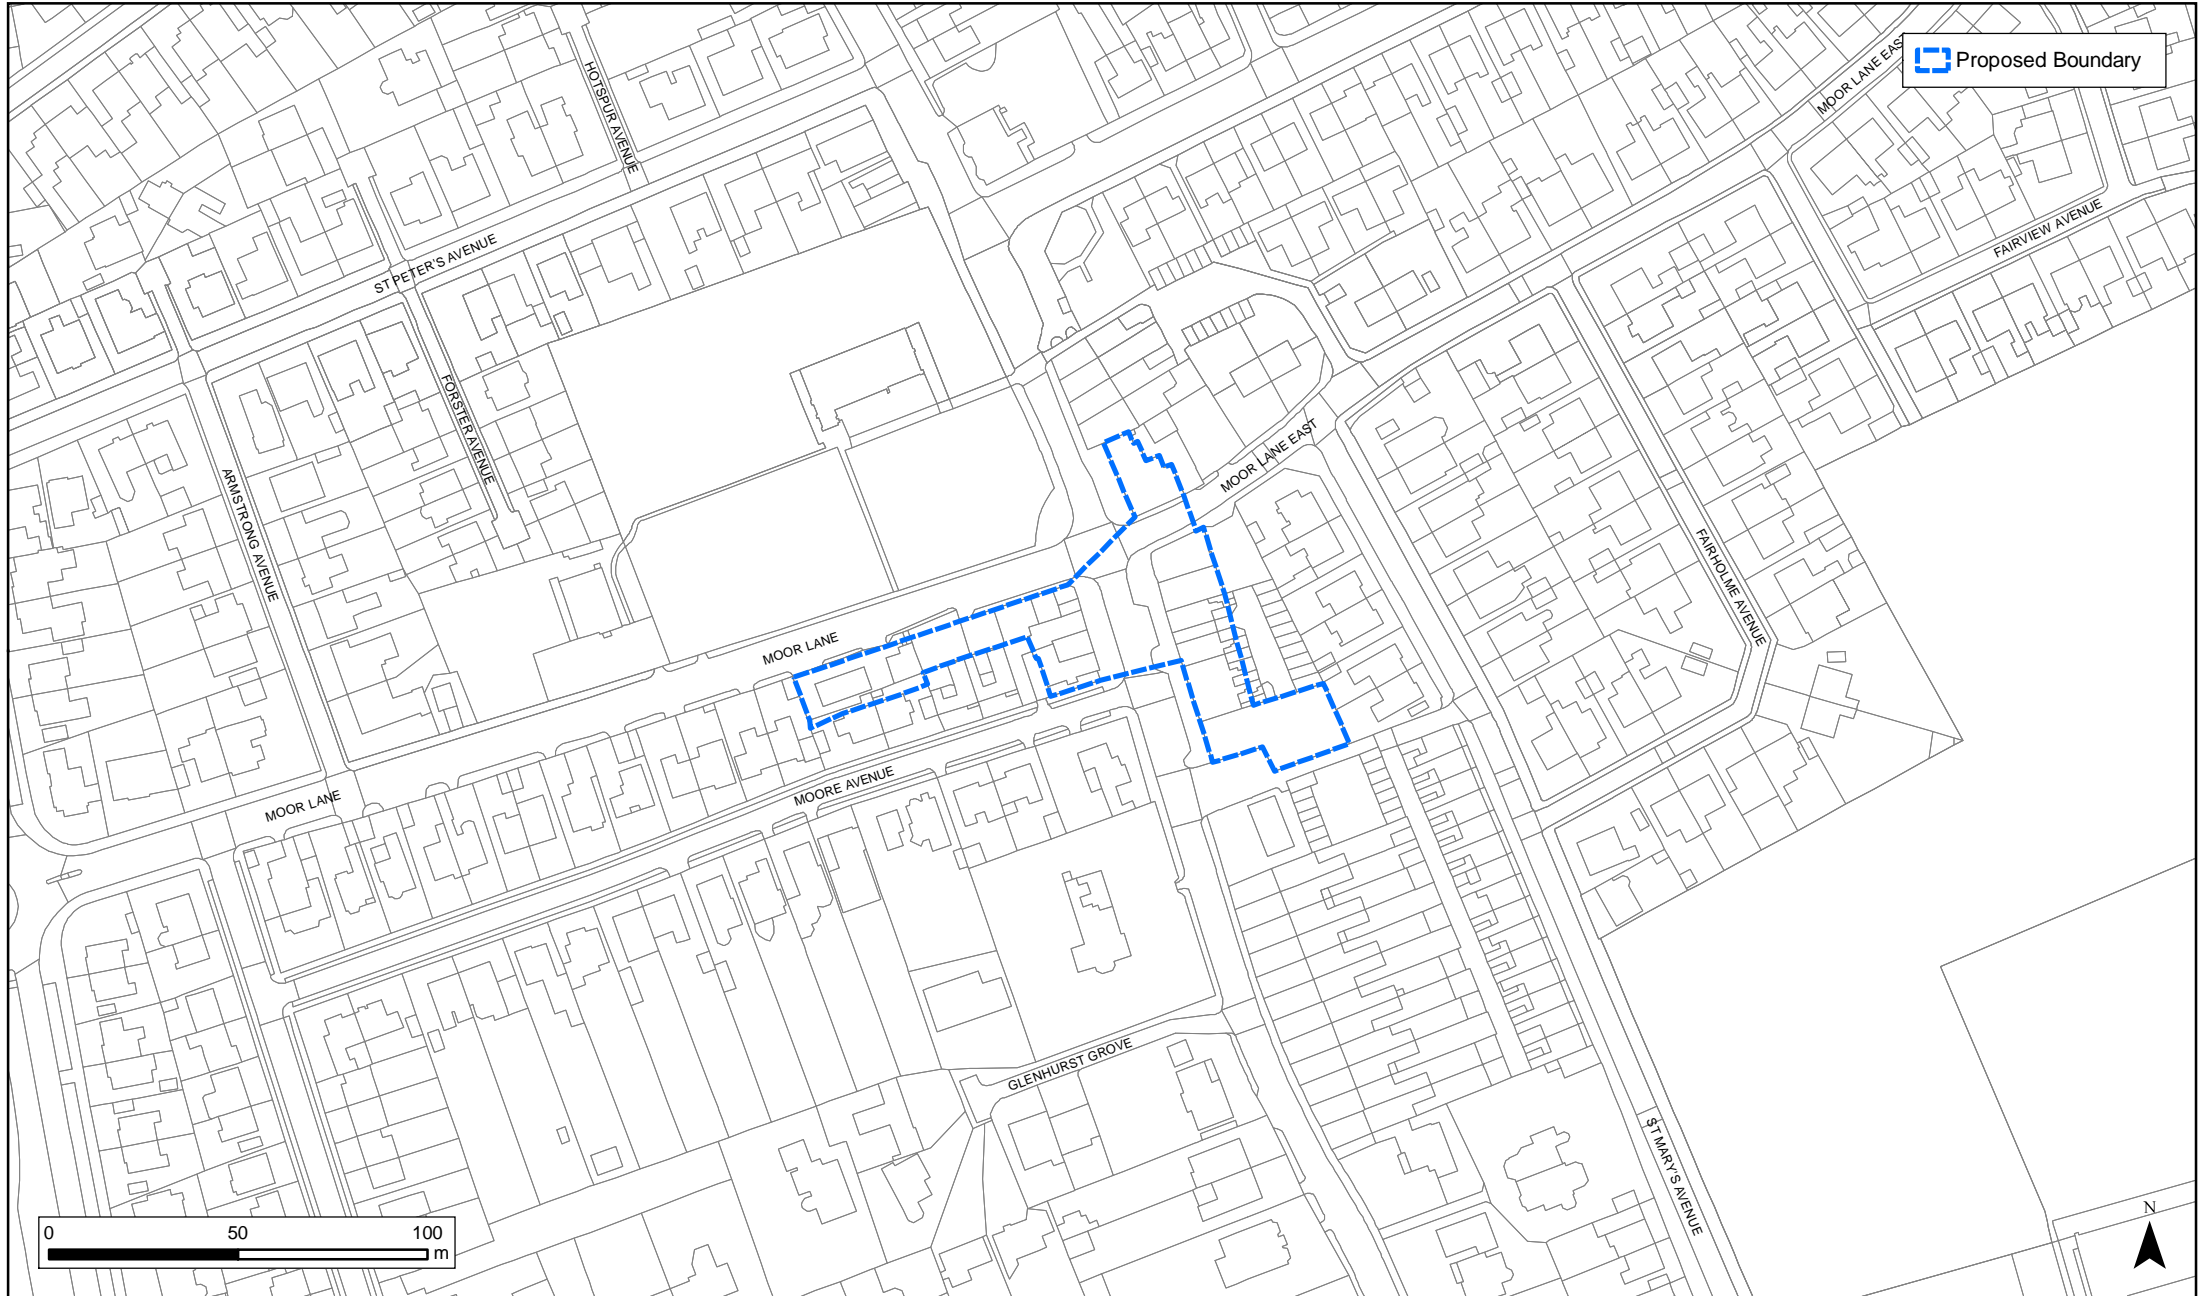 Proposed Boundary
MOOR LANE EAS
HOTSPUR AVENUE
FAIRVIEW AVENUE
ST PETER'S AVENUE
FORSTER AVENUE
MOOR LANE EAST
ARMSTRONG AVENUE
FAIRHOLME AVENUE
MOOR LANE
MOORE AVENUE
MOOR LANE
GLENHURST GROVE
ST MARY'S AVENUE
N
0 50 100
m